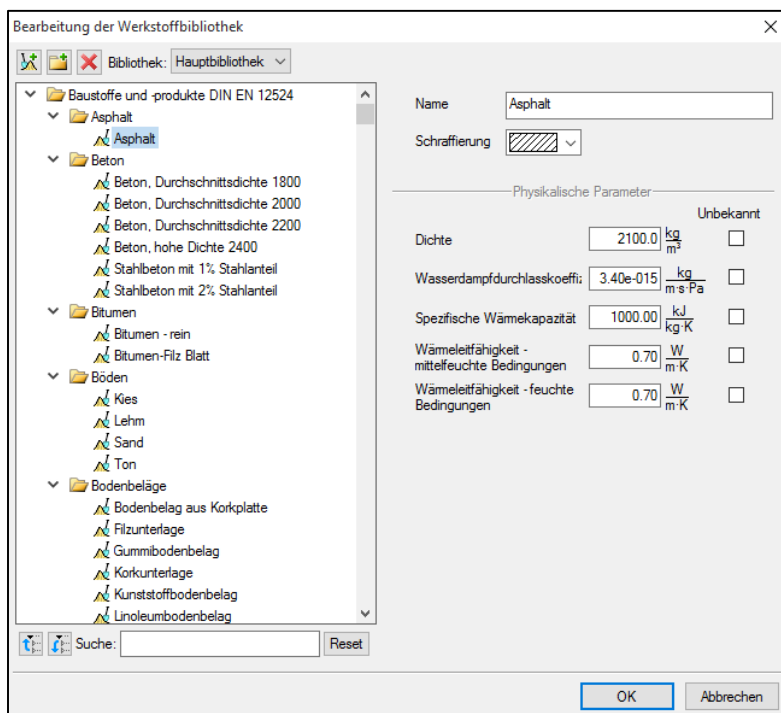 Bearbeitung der Werkstoffbibliothek
Bibliothek: Hauptbibliothek
Baustoffe und -produkte DIN EN 12524
Asphalt
Asphalt
Beton
Beton, Durchschnittsdichte 1800
Beton, Durchschnittsdichte 2000
Beton, Durchschnittsdichte 2200
Beton, hohe Dichte 2400
Stahlbeton mit 1% Stahlanteil
Stahlbeton mit 2% Stahlanteil
Bitumen
Bitumen - rein
Bitumen-Filz Blatt
Böden
Kies
Lehm
Sand
Ton
Bodenbeläge
Bodenbelag aus Korkplatte
Filzunterlage
Gummibodenbelag
Korkunterlage
Kunststoffbodenbelag
Linoleumbodenbelag
Suche: Reset
Name Asphalt
Schraffierung
Physikalische Parameter
Unbekannt
Dichte 2100.0 kg/m³
Wasserdampfdurchlasskoeffiz 3.40e-015 kg/m·s·Pa
Spezifische Wärmekapazität 1000.00 kJ/kg·K
Wärmeleitfähigkeit -
mittelfeuchte Bedingungen 0.70 W/m·K
Wärmeleitfähigkeit - feuchte
Bedingungen 0.70 W/m·K
OK Abbrechen